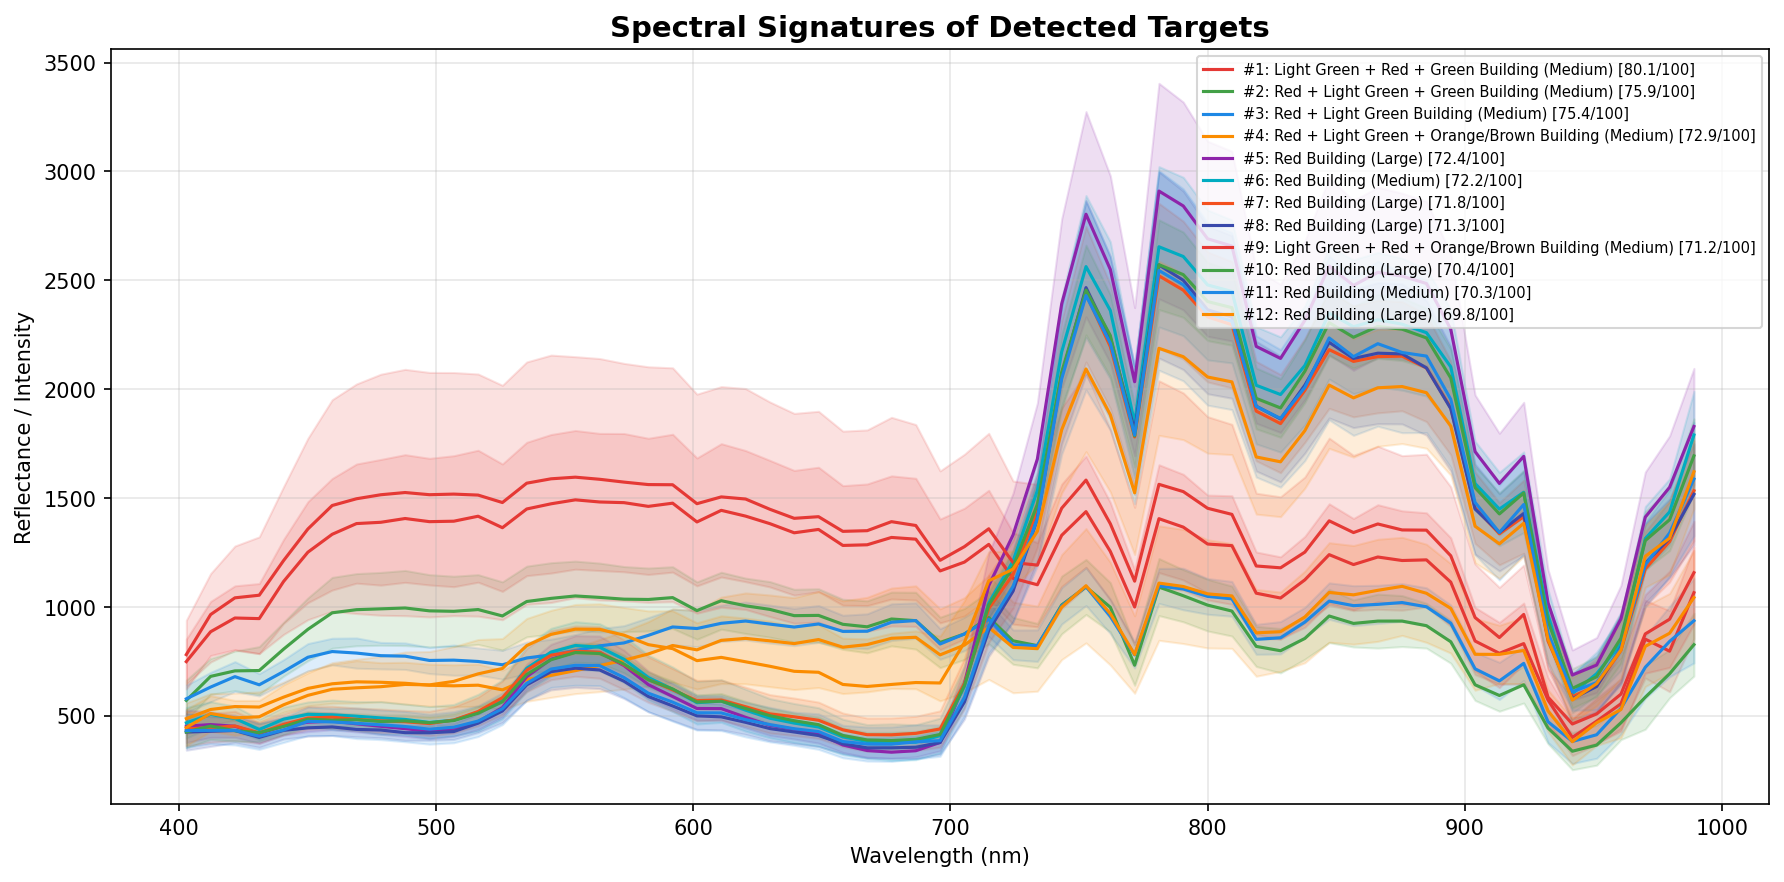 Spectral Signatures of Detected Targets
3500
3000
2500
2000
1500
1000
500
Reflectance / Intensity
#1: Light Green + Red + Green Building (Medium) [80.1/100]
#2: Red + Light Green + Green Building (Medium) [75.9/100]
#3: Red + Light Green Building (Medium) [75.4/100]
#4: Red + Light Green + Orange/Brown Building (Medium) [72.9/100]
#5: Red Building (Large) [72.4/100]
#6: Red Building (Medium) [72.2/100]
#7: Red Building (Large) [71.8/100]
#8: Red Building (Large) [71.3/100]
#9: Light Green + Red + Orange/Brown Building (Medium) [71.2/100]
#10: Red Building (Large) [70.4/100]
#11: Red Building (Medium) [70.3/100]
#12: Red Building (Large) [69.8/100]
400 500 600 700 800 900 1000
Wavelength (nm)